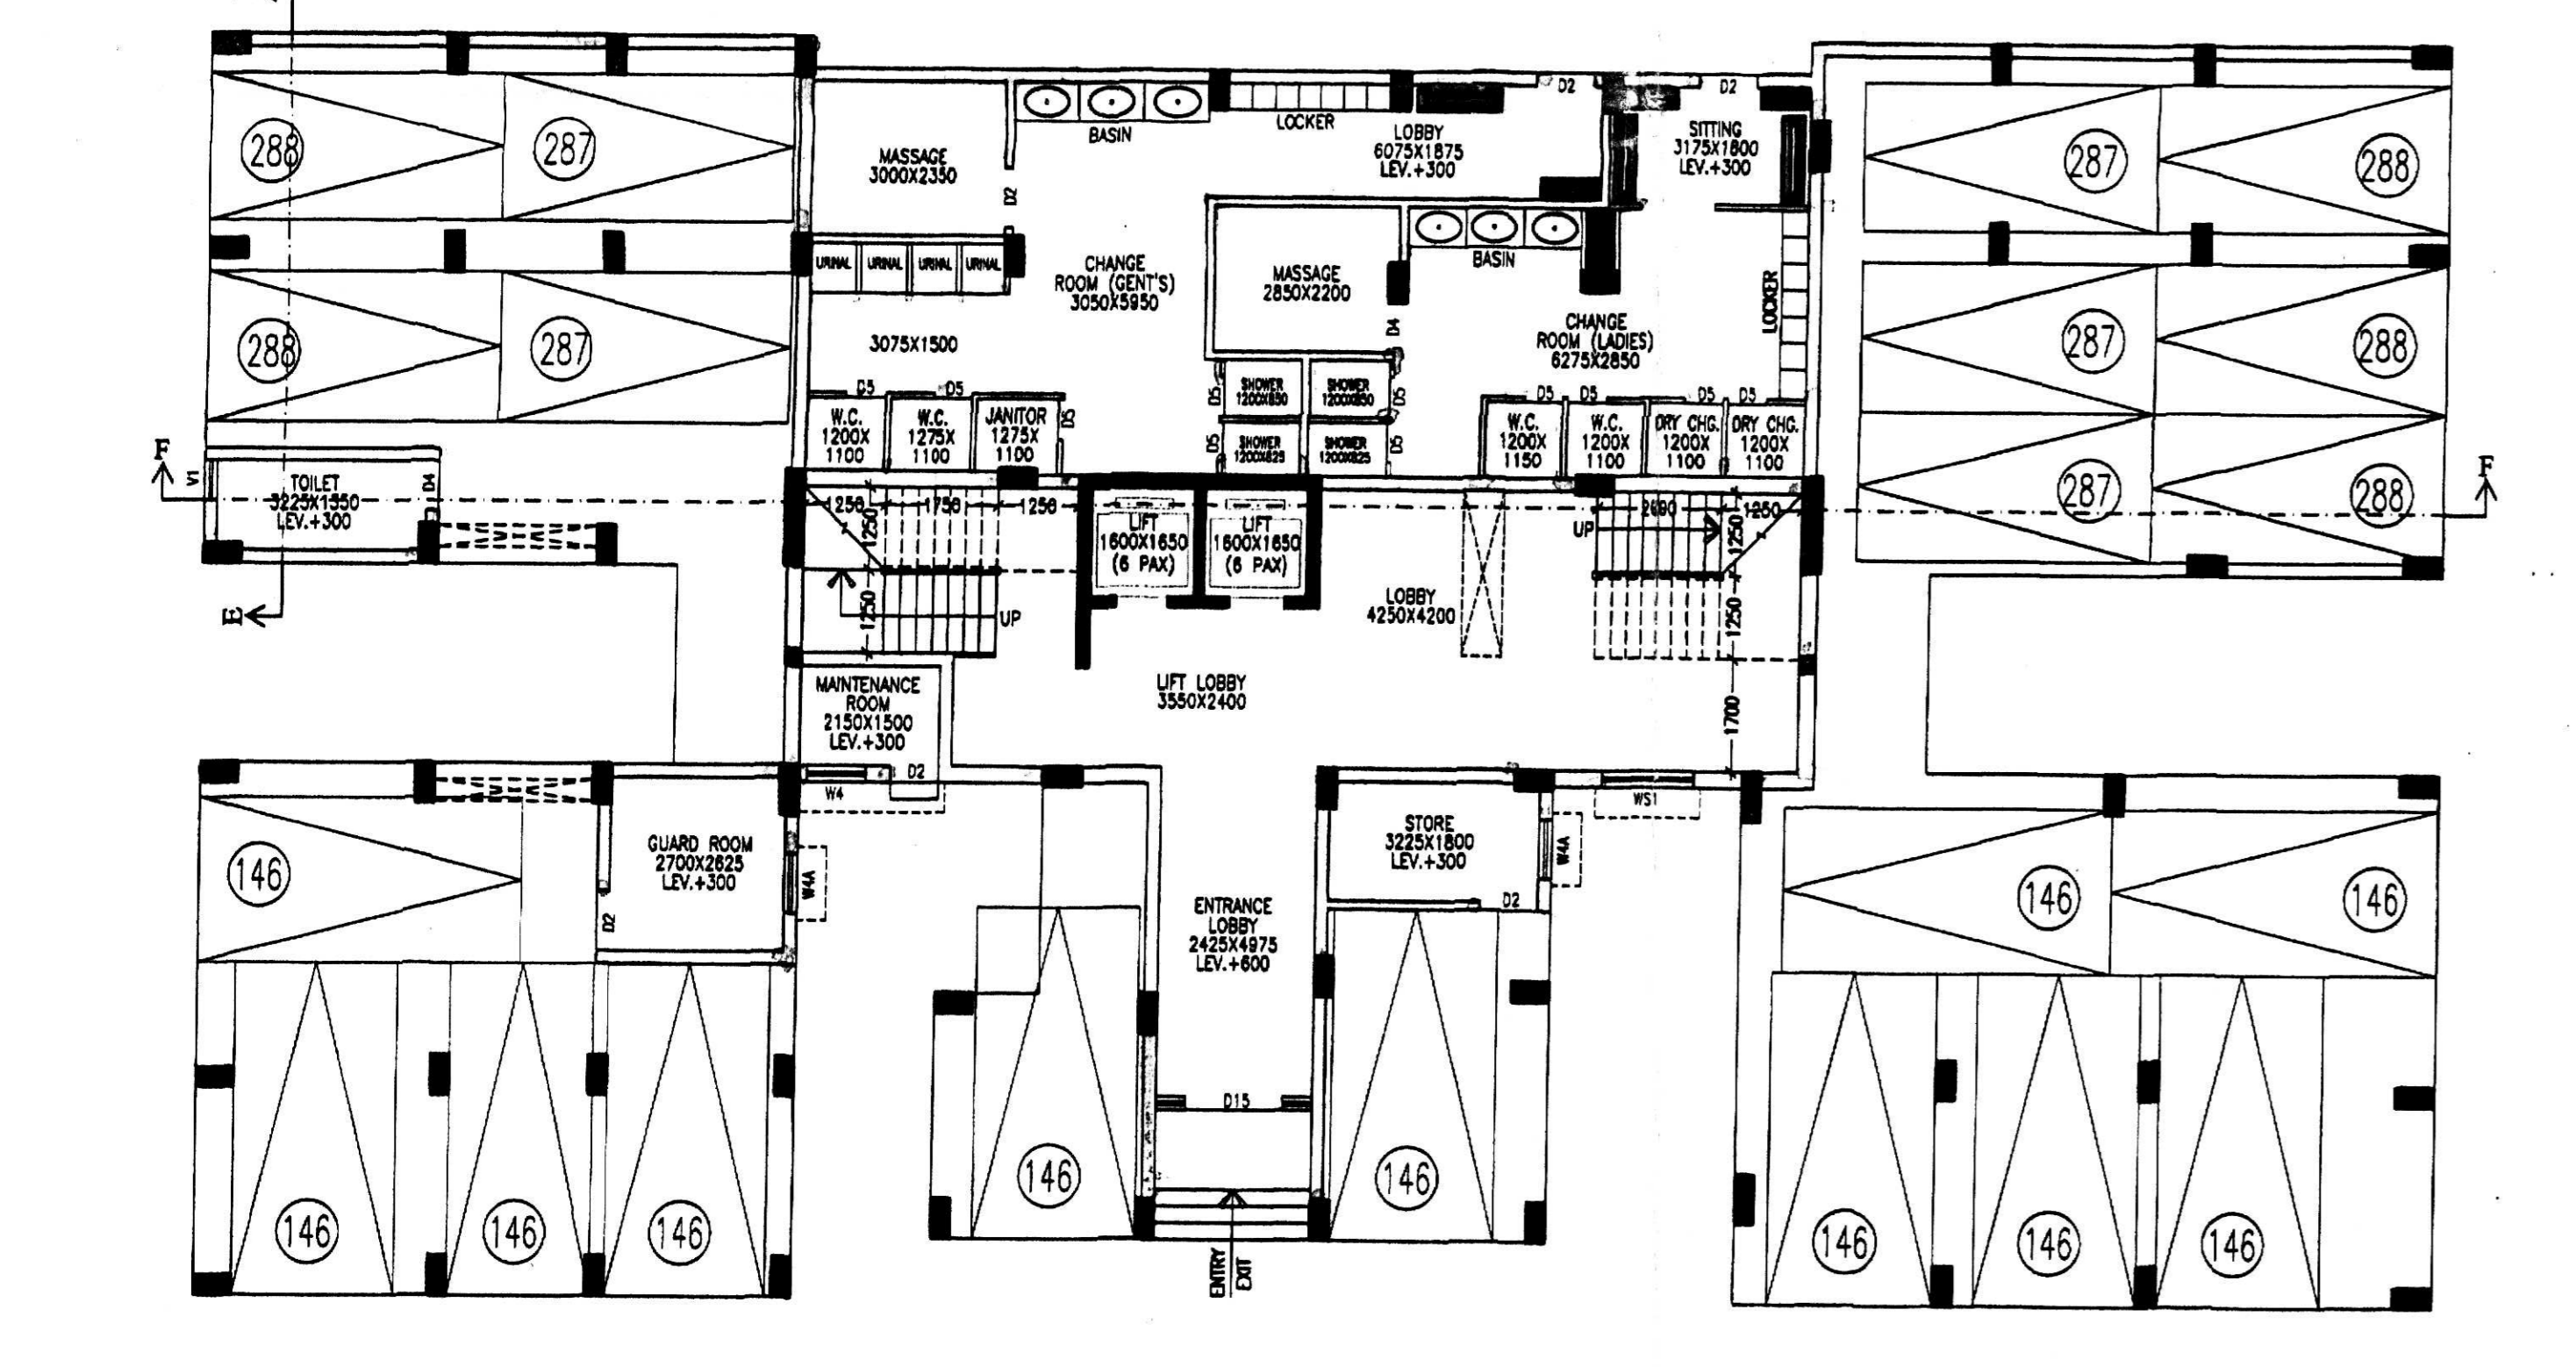 288
287
288
287
MASSAGE
3000X2350
D2
BASIN
LOCKER
LOBBY
6075X1875
LEV.+300
D2
D2
SITTING
3175X1800
LEV.+300
287
288
287
288
287
288
URINAL
URINAL
URINAL
URINAL
CHANGE
ROOM (GENT'S)
3050X5950
3075X1500
MASSAGE
2850X2200
D4
BASIN
CHANGE
ROOM (LADIES)
6275X2850
LOCKER
D5
D5
D5
W.C.
1200X
1100
W.C.
1275X
1100
JANITOR
1275X
1100
D5
SHOWER
1200X850
SHOWER
1200X850
D5
D5
SHOWER
1200X825
SHOWER
1200X825
D5
D5
D5
D5
D5
W.C.
1200X
1150
W.C.
1200X
1100
DRY CHG.
1200X
1100
DRY CHG.
1200X
1100
F
V1
TOILET
3225X1550
LEV.+300
D4
E
1250
1750
1250
1250
1250
UP
LIFT
1600X1650
(6 PAX)
LIFT
1600X1650
(6 PAX)
LOBBY
4250X4200
UP
2000
1250
1250
1250
1700
F
MAINTENANCE
ROOM
2150X1500
LEV.+300
LIFT LOBBY
3550X2400
W4
D2
WS1
146
GUARD ROOM
2700X2625
LEV.+300
D2
W4A
STORE
3225X1800
LEV.+300
W4A
D2
146
146
ENTRANCE
LOBBY
2425X4975
LEV.+600
D15
146
146
146
146
146
146
146
146
ENTRY
EXIT